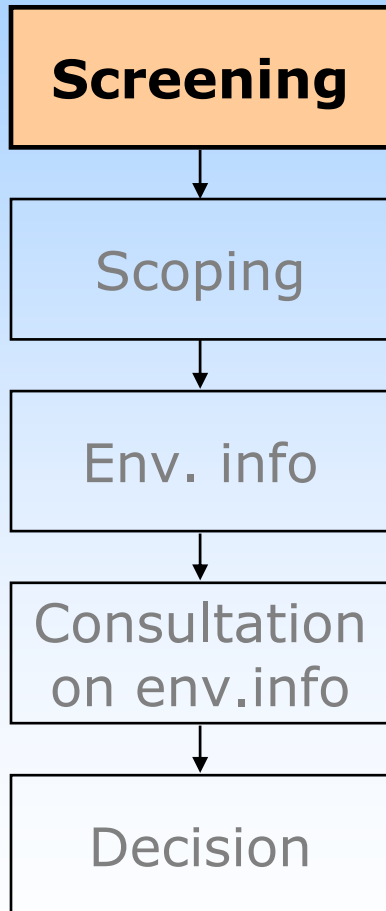 Screening
Scoping
Env. info
Consultation
on env.info
Decision